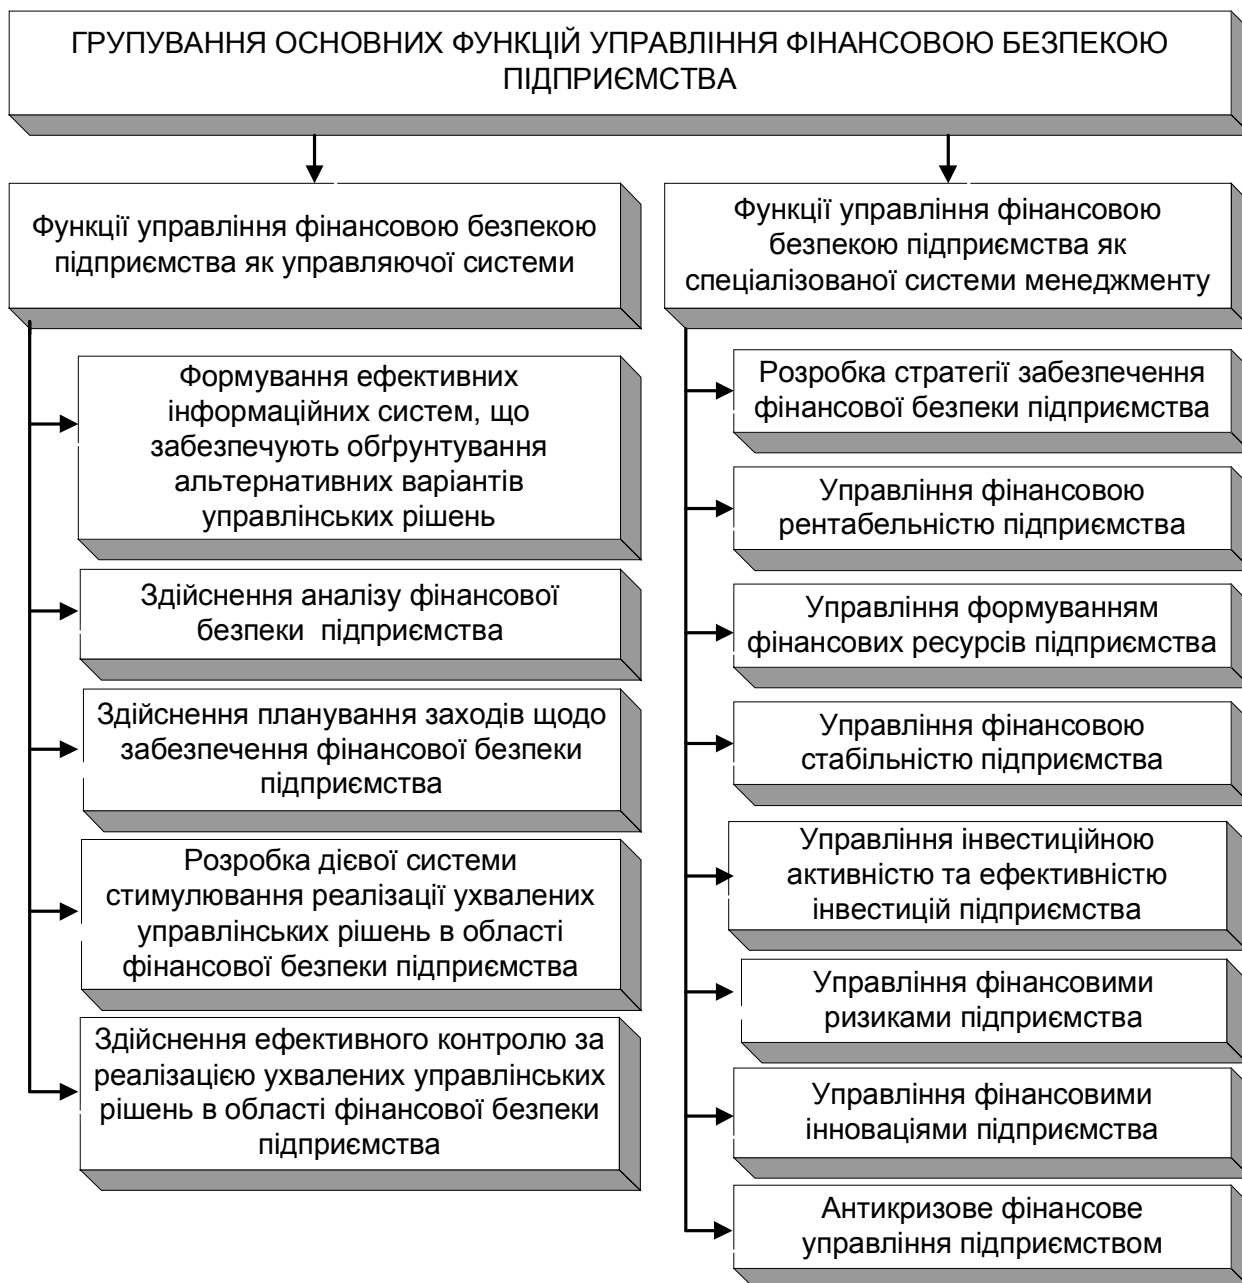 ГРУПУВАННЯ ОСНОВНИХ ФУНКЦІЙ УПРАВЛІННЯ ФІНАНСОВОЮ БЕЗПЕКОЮ
ПІДПРИЄМСТВА
Функції управління фінансовою безпекою
підприємства як управляючої системи
Формування ефективних
інформаційних систем, що
забезпечують обґрунтування
альтернативних варіантів
управлінських рішень
Здійснення аналізу фінансової
безпеки підприємства
Здійснення планування заходів щодо
забезпечення фінансової безпеки
підприємства
Розробка дієвої системи
стимулювання реалізації ухвалених
управлінських рішень в області
фінансової безпеки підприємства
Здійснення ефективного контролю за
реалізацією ухвалених управлінських
рішень в області фінансової безпеки
підприємства
Функції управління фінансовою
безпекою підприємства як
спеціалізованої системи менеджменту
Розробка стратегії забезпечення
фінансової безпеки підприємства
Управління фінансовою
рентабельністю підприємства
Управління формуванням
фінансових ресурсів підприємства
Управління фінансовою
стабільністю підприємства
Управління інвестиційною
активністю та ефективністю
інвестицій підприємства
Управління фінансовими
ризиками підприємства
Управління фінансовими
інноваціями підприємства
Антикризове фінансове
управління підприємством